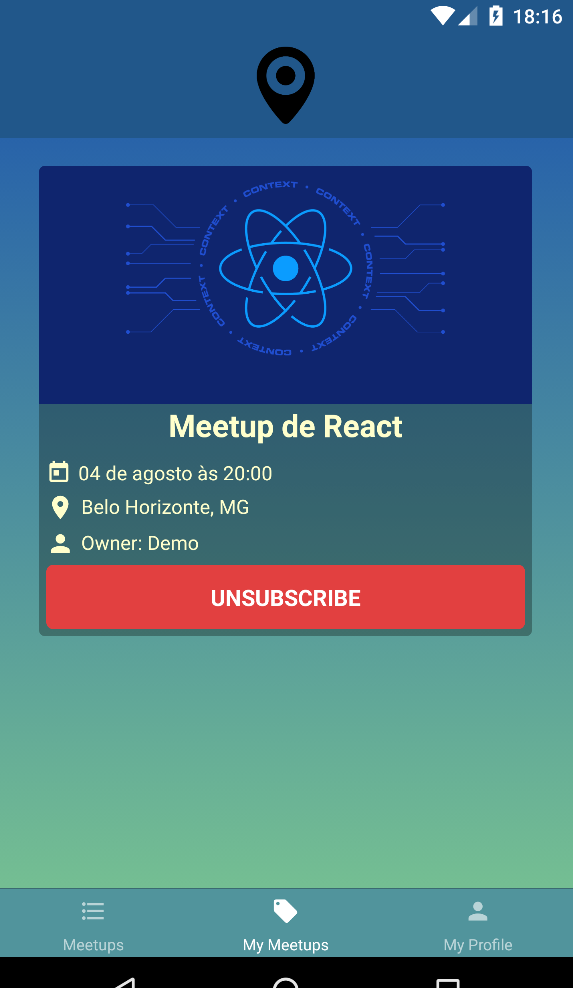 18:16
CONTEXT • CONTEXT • CONTEXT • CONTEXT • CONTEXT • CONTEXT • CONTEXT •
Meetup de React
04 de agosto às 20:00
Belo Horizonte, MG
Owner: Demo
UNSUBSCRIBE
Meetups
My Meetups
My Profile